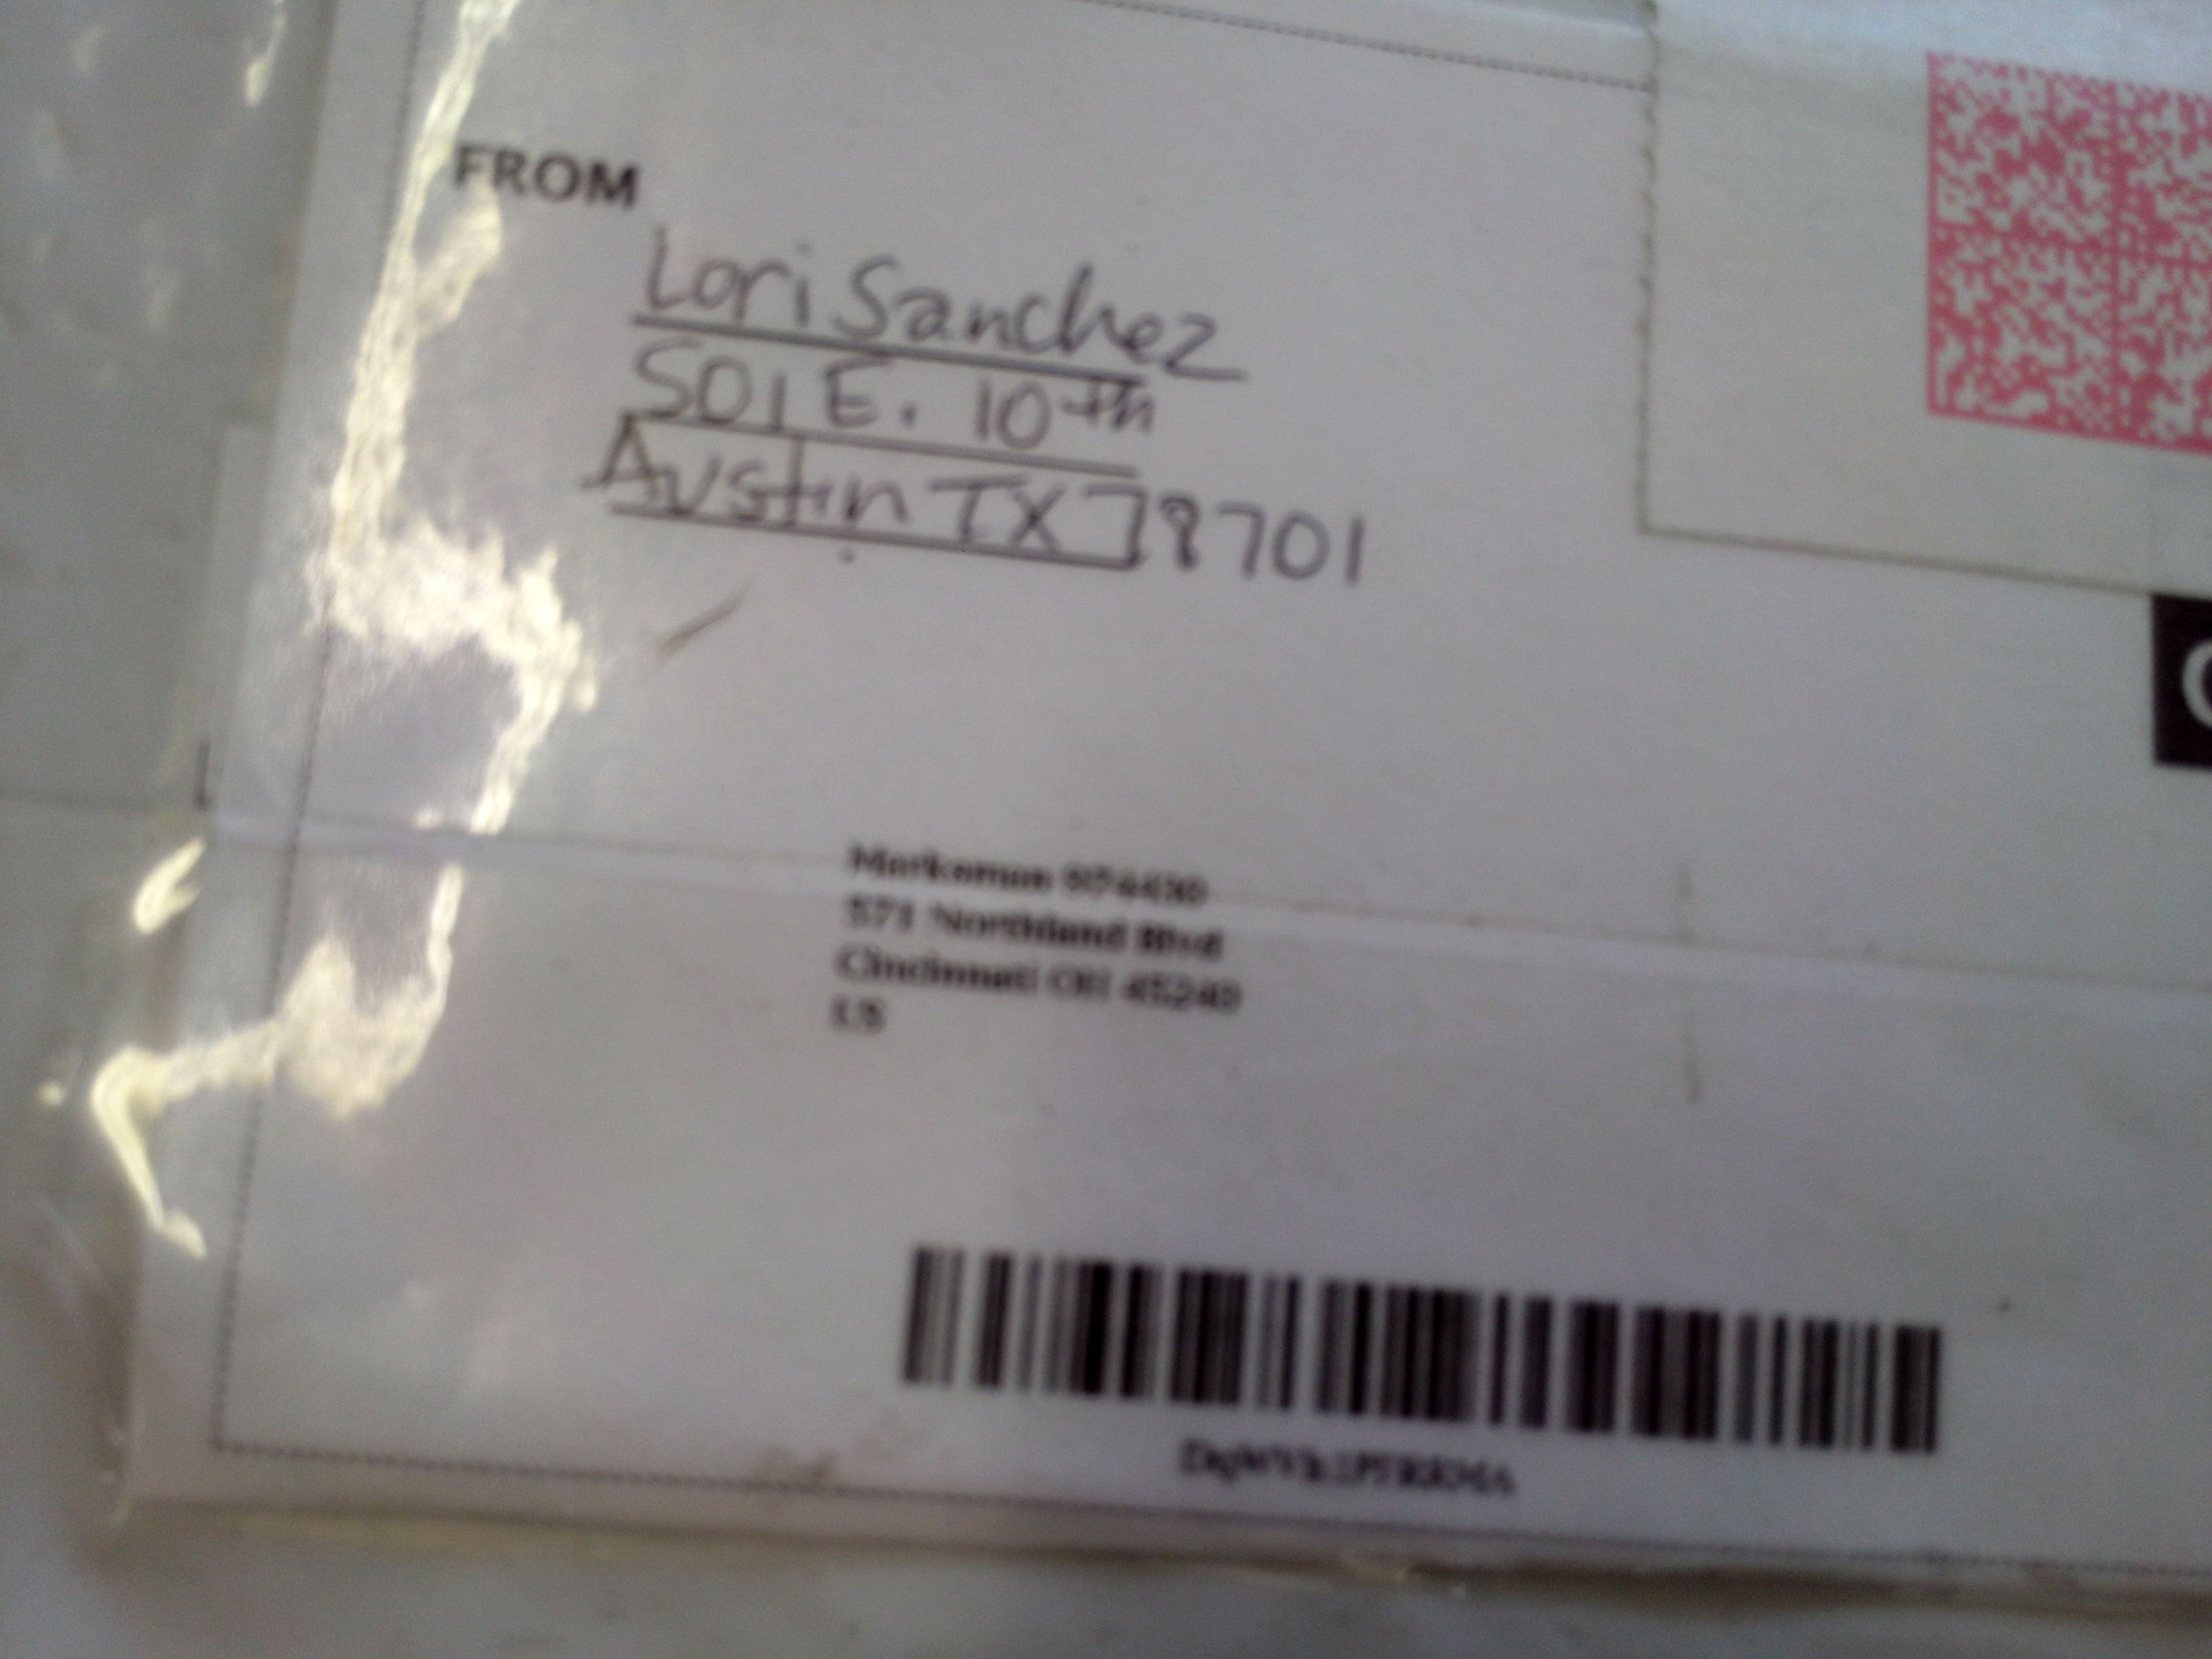 FROM
Lori Sanchez
501 E. 10th
Austin TX 78701
571 Northland Blvd
Cincinnati OH 45240
US